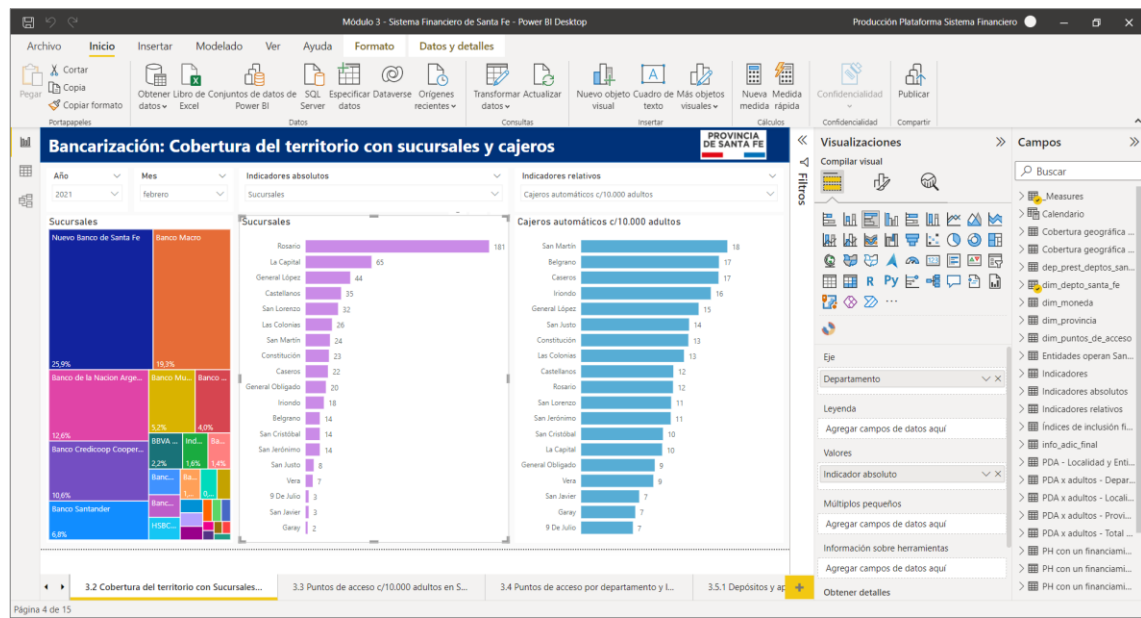 Módulo 3 - Sistema Financiero de Santa Fe - Power BI Desktop
Producción Plataforma Sistema Financiero
Archivo Inicio Insertar Modelado Ver Ayuda Formato Datos y detalles
Pegar
Cortar
Copia
Copiar formato
Portapapeles
Obtener datos
Libro de Excel
Conjuntos de datos de Power BI
SQL Server
Especificar datos
Dataverse
Orígenes recientes
Datos
Transformar datos
Actualizar
Consultas
Nuevo objeto visual
Cuadro de texto
Más objetos visuales
Insertar
Nueva medida
Medida rápida
Cálculos
Confidencialidad
Confidencialidad
Publicar
Compartir
Bancarización: Cobertura del territorio con sucursales y cajeros
PROVINCIA
DE SANTA FE
Año
2021
Mes
febrero
Indicadores absolutos
Sucursales
Indicadores relativos
Cajeros automáticos c/10.000 adultos
Sucursales
Nuevo Banco de Santa Fe
25,9%
Banco Macro
19,3%
Banco de la Nacion Arge...
12,6%
Banco Mu...
5,2%
Banco ...
4,0%
Banco Credicoop Cooper...
10,6%
BBVA ...
2,2%
Ind...
1,6%
Ba...
1,4%
Banc...
Ba...
1,...
0,...
Banco Santander
6,8%
Banc...
HSBC...
Sucursales
Rosario 181
La Capital 65
General López 44
Castellanos 35
San Lorenzo 32
Las Colonias 26
San Martín 24
Constitución 23
Caseros 22
General Obligado 20
Iriondo 18
Belgrano 14
San Cristóbal 14
San Jerónimo 14
San Justo 8
Vera 7
9 De Julio 3
San Javier 3
Garay 2
Cajeros automáticos c/10.000 adultos
San Martín 18
Belgrano 17
Caseros 17
Iriondo 16
General López 15
San Justo 14
Constitución 13
Las Colonias 13
Castellanos 12
Rosario 12
San Lorenzo 11
San Jerónimo 11
San Cristóbal 10
La Capital 10
General Obligado 9
Vera 9
San Javier 7
Garay 7
9 De Julio 7
Filtros
Visualizaciones
Compilar visual
R Py
Eje
Departamento
Leyenda
Agregar campos de datos aquí
Valores
Indicador absoluto
Múltiplos pequeños
Agregar campos de datos aquí
Información sobre herramientas
Agregar campos de datos aquí
Obtener detalles
Campos
Buscar
_Measures
Calendario
Cobertura geográfica ...
Cobertura geográfica ...
dep_prest_deptos_san...
dim_depto_santa_fe
dim_moneda
dim_provincia
dim_puntos_de_acceso
Entidades operan San...
Indicadores
Indicadores absolutos
Indicadores relativos
Índices de inclusión fi...
info_adic_final
PDA - Localidad y Enti...
PDA x adultos - Depar...
PDA x adultos - Locali...
PDA x adultos - Provi...
PDA x adultos - Total ...
PH con un financiami...
PH con un financiami...
PH con un financiami...
3.2 Cobertura del territorio con Sucursales... 3.3 Puntos de acceso c/10.000 adultos en S... 3.4 Puntos de acceso por departamento y l... 3.5.1 Depósitos y ap
Página 4 de 15